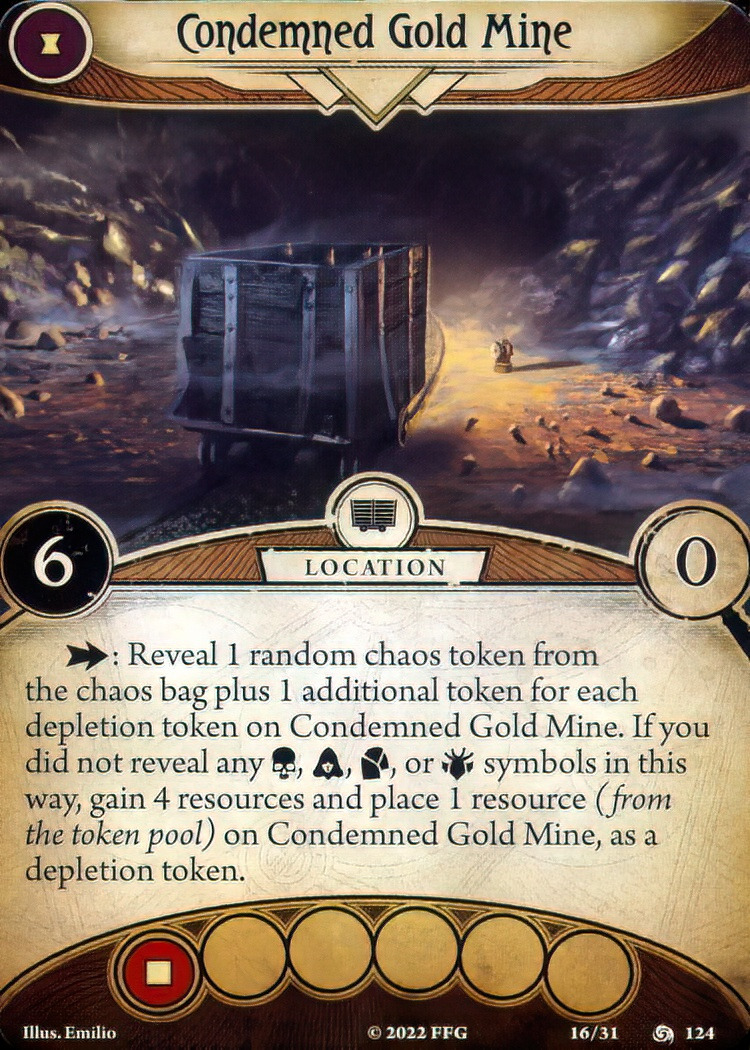 Condemned Gold Mine
6
LOCATION
0
: Reveal 1 random chaos token from
the chaos bag plus 1 additional token for each
depletion token on Condemned Gold Mine. If you
did not reveal any , , , or symbols in this
way, gain 4 resources and place 1 resource (from
the token pool) on Condemned Gold Mine, as a
depletion token.
Illus. Emilio © 2022 FFG 16/31 124